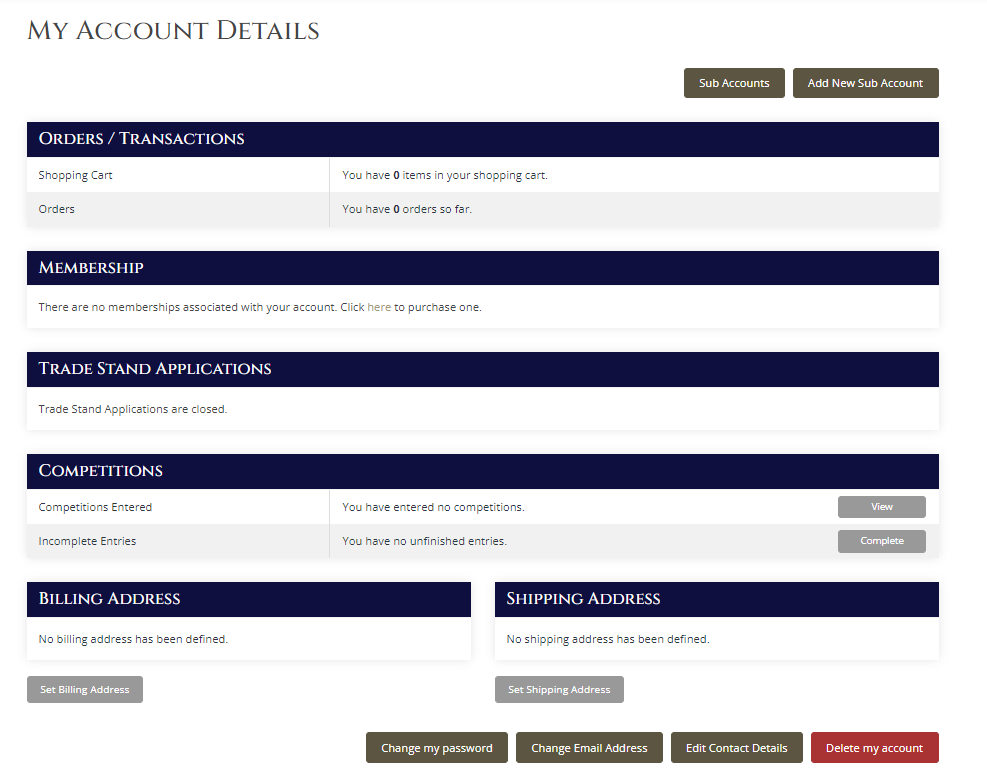 My Account Details
Sub Accounts
Add New Sub Account
Orders / Transactions
Shopping Cart
You have 0 items in your shopping cart.
Orders
You have 0 orders so far.
Membership
There are no memberships associated with your account. Click here to purchase one.
Trade Stand Applications
Trade Stand Applications are closed.
Competitions
Competitions Entered
You have entered no competitions.
View
Incomplete Entries
You have no unfinished entries.
Complete
Billing Address
No billing address has been defined.
Set Billing Address
Shipping Address
No shipping address has been defined.
Set Shipping Address
Change my password
Change Email Address
Edit Contact Details
Delete my account